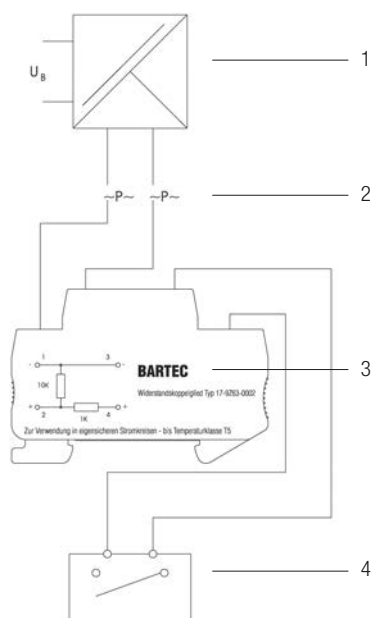 U_B
1
~P~ ~P~
2
1 3
- -
10K
BARTEC
3
Widerstandskoppelglied Typ 17-9Z63-0002
+ +
2 1K 4
Zur Verwendung in eigensicheren Stromkreisen - bis Temperaturklasse T5
4